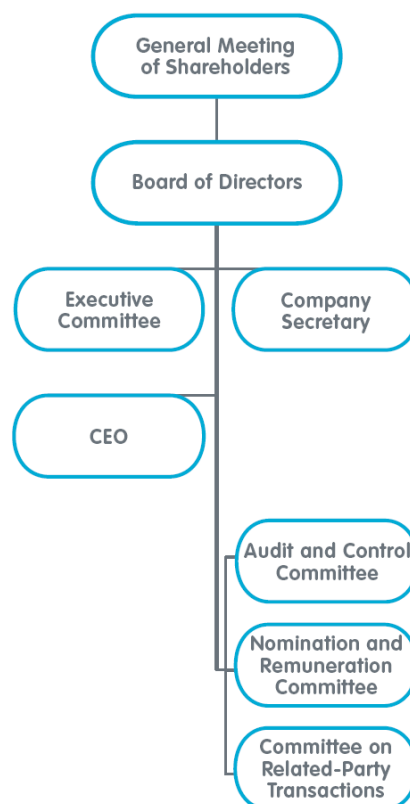 General Meeting
of Shareholders
Board of Directors
Executive
Committee
Company
Secretary
CEO
Audit and Control
Committee
Nomination and
Remuneration
Committee
Committee on
Related-Party
Transactions